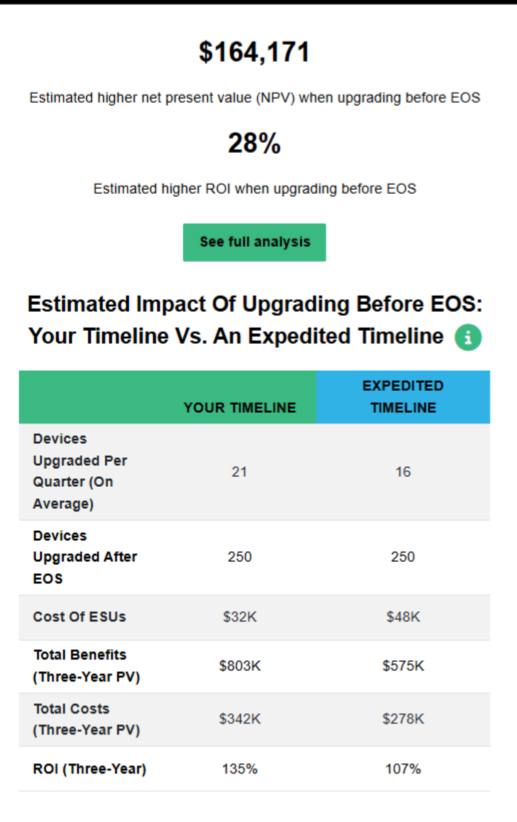 $164,171
Estimated higher net present value (NPV) when upgrading before EOS
28%
Estimated higher ROI when upgrading before EOS
See full analysis
Estimated Impact Of Upgrading Before EOS:
Your Timeline Vs. An Expedited Timeline
YOUR TIMELINE
EXPEDITED
TIMELINE
Devices
Upgraded Per
Quarter (On
Average)
21
16
Devices
Upgraded After
EOS
250
250
Cost Of ESUs
$32K
$48K
Total Benefits
(Three-Year PV)
$803K
$575K
Total Costs
(Three-Year PV)
$342K
$278K
ROI (Three-Year)
135%
107%